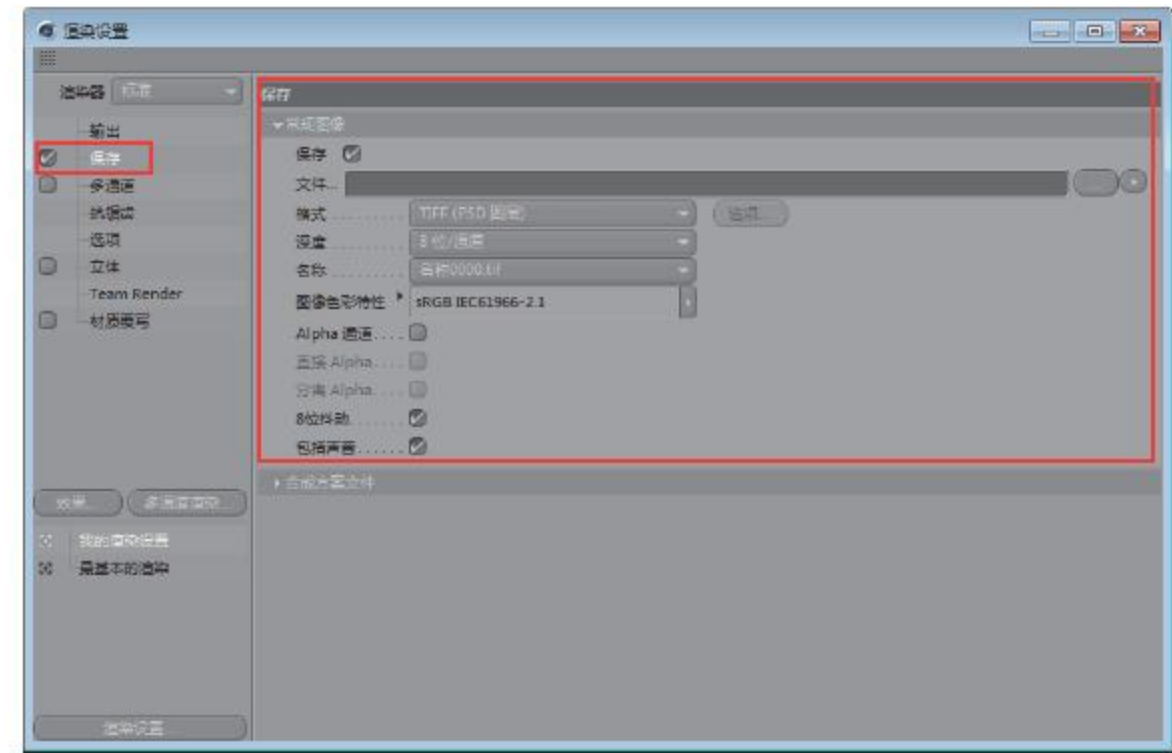 渲染设置
渲染器 标准
输出
保存
多通道
抗锯齿
选项
立体
Team Render
材质覆写
效果... 多通道渲染...
我的渲染设置
最基本的渲染
渲染设置...
保存
常规图像
保存
文件...
格式 TIFF (PSD 图层) 选项...
深度 8 位/通道
名称 名称0000.tif
图像色彩特性 sRGB IEC61966-2.1
Alpha 通道
直接 Alpha
分离 Alpha
8位抖动
包括声音
合成方案文件